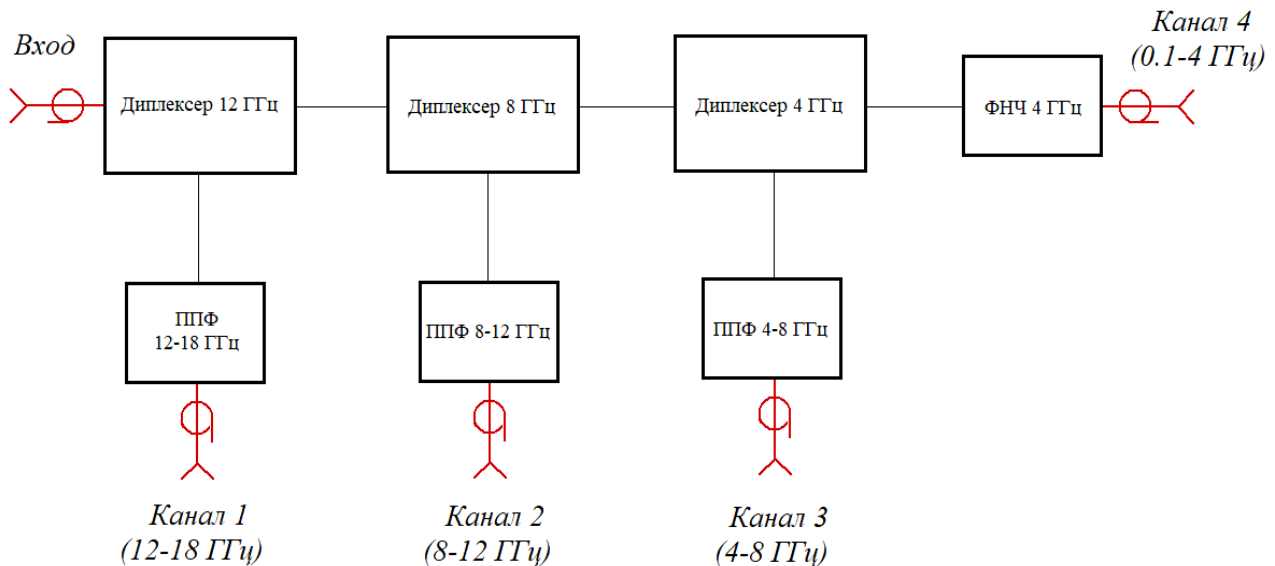 Вход
Диплексер 12 ГГц
Диплексер 8 ГГц
Диплексер 4 ГГц
ФНЧ 4 ГГц
Канал 4
(0.1-4 ГГц)
ППФ
12-18 ГГц
ППФ 8-12 ГГц
ППФ 4-8 ГГц
Канал 1
(12-18 ГГц)
Канал 2
(8-12 ГГц)
Канал 3
(4-8 ГГц)